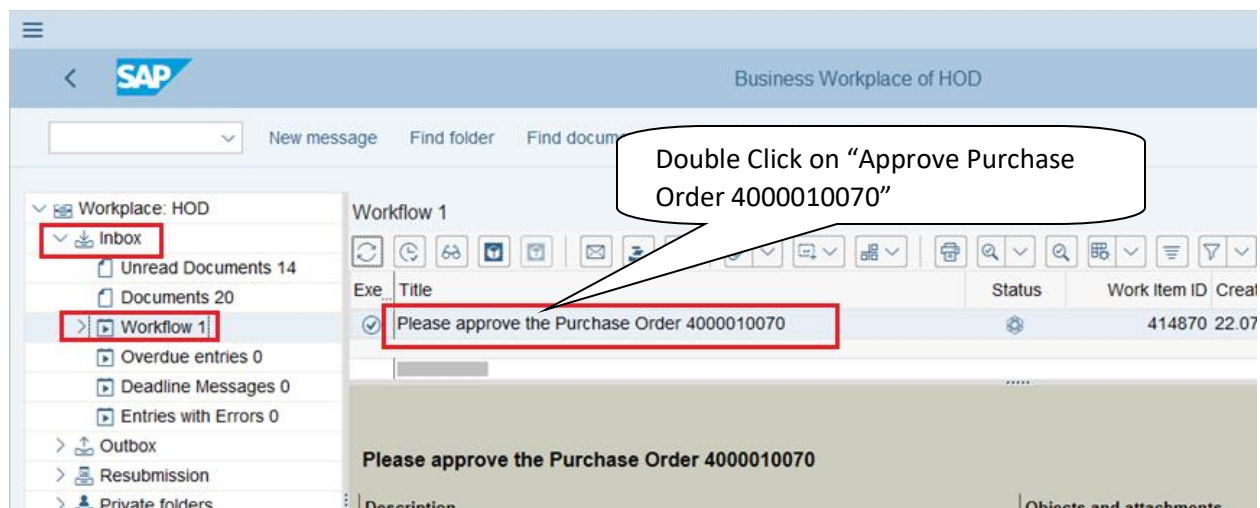 SAP
Business Workplace of HOD
New message Find folder Find docum
Double Click on “Approve Purchase
Order 4000010070”
Workplace: HOD
Inbox
Unread Documents 14
Documents 20
Workflow 1
Overdue entries 0
Deadline Messages 0
Entries with Errors 0
Outbox
Resubmission
Private folders
Workflow 1
Exe... Title Status Work Item ID Creat
Please approve the Purchase Order 4000010070 414870 22.07
Please approve the Purchase Order 4000010070
Description Objects and attachments